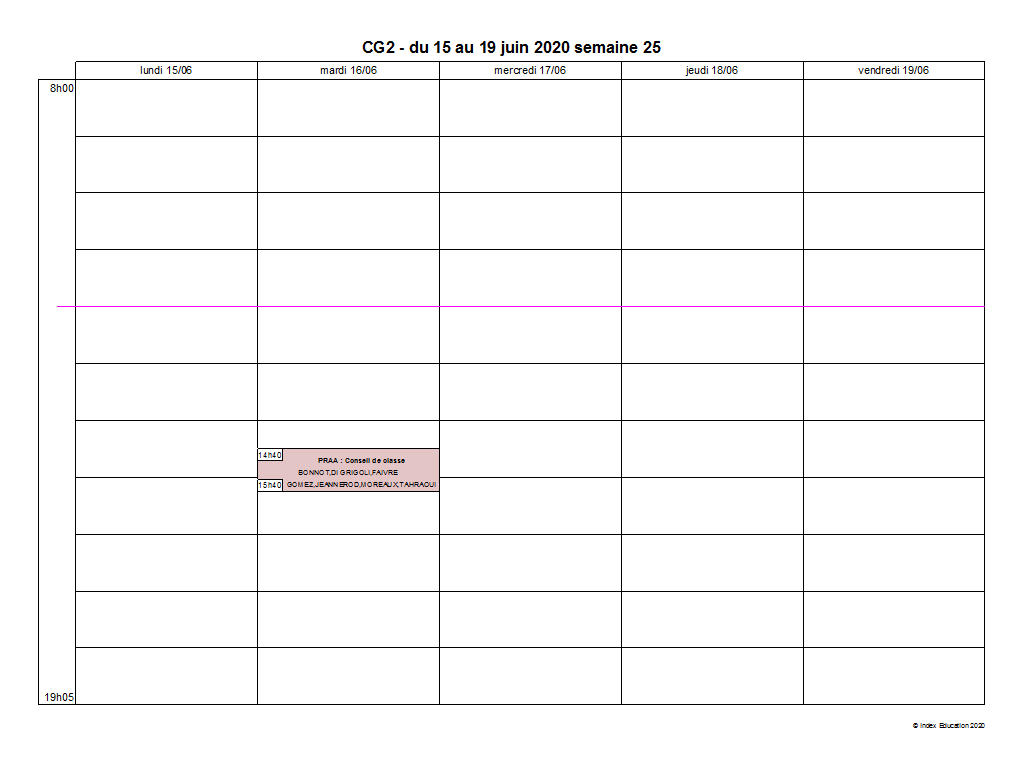 CG2 - du 15 au 19 juin 2020 semaine 25
lundi 15/06
mardi 16/06
mercredi 17/06
jeudi 18/06
vendredi 19/06
8h00
14h40
PRAA : Conseil de classe
BONNOT,DI GRIGOLI,FAIVRE
15h40
GOMEZ,JEANNEROD,MOREAUX,TAHRAOUI
19h05
© Index Education 2020